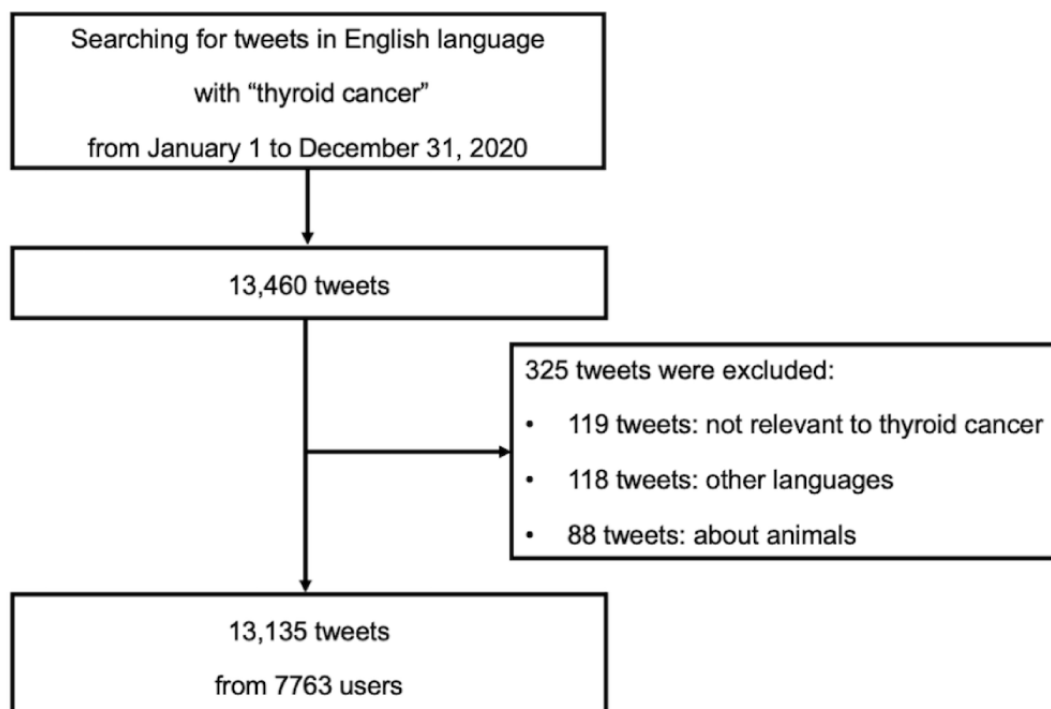 Searching for tweets in English language
with “thyroid cancer”
from January 1 to December 31, 2020
13,460 tweets
325 tweets were excluded:
• 119 tweets: not relevant to thyroid cancer
• 118 tweets: other languages
• 88 tweets: about animals
13,135 tweets
from 7763 users